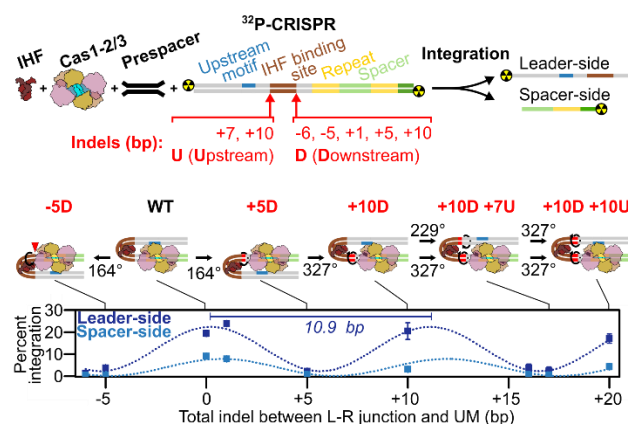 ³²P-CRISPR
IHF
Cas1-2/3
Prespacer
Upstream motif
IHF binding site
Repeat
Spacer
Integration
Leader-side
Spacer-side
+ + +
Indels (bp):
+7, +10
-6, -5, +1, +5, +10
U (Upstream)
D (Downstream)
-5D WT +5D +10D +10D +7U +10D +10U
164° 164° 327° 229° 327° 327° 327°
Percent integration
30
20
10
0
Leader-side
Spacer-side
10.9 bp
-5 0 +5 +10 +15 +20
Total indel between L-R junction and UM (bp)